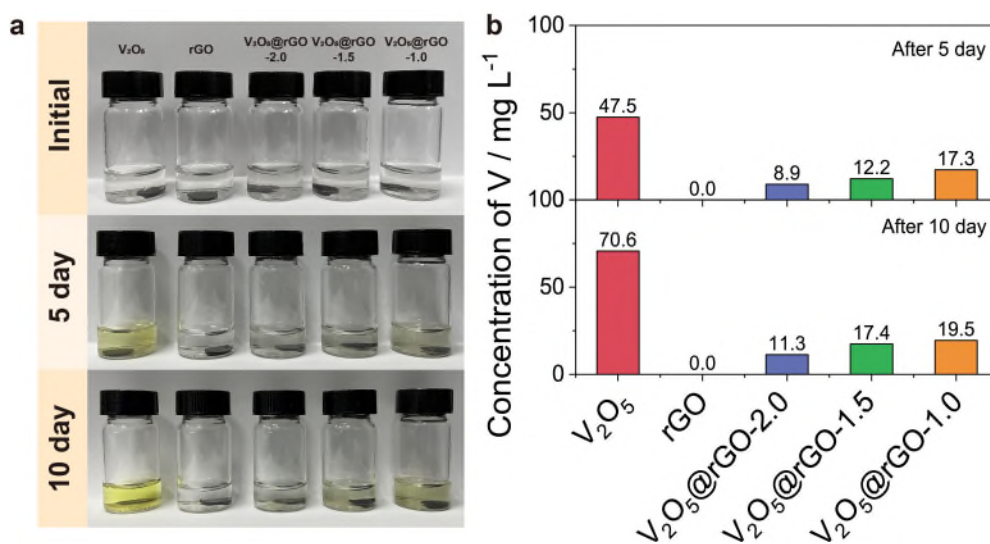 a
V₂O₅ rGO V₂O₅@rGO V₂O₅@rGO V₂O₅@rGO
-2.0 -1.5 -1.0
Initial
5 day
10 day
b
Concentration of V / mg L⁻¹
100
After 5 day
50
47.5
0.0
8.9
12.2
17.3
100
After 10 day
50
0
70.6
0.0
11.3
17.4
19.5
V₂O₅
rGO
V₂O₅@rGO-2.0
V₂O₅@rGO-1.5
V₂O₅@rGO-1.0